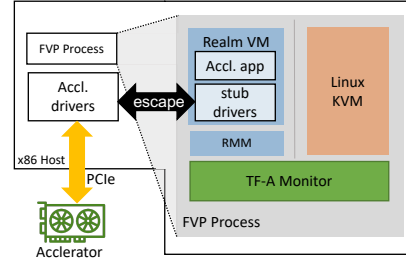 FVP Process
Accl.
drivers
x86 Host
PCIe
Acclerator
escape
Realm VM
Accl. app
stub
drivers
RMM
Linux
KVM
TF-A Monitor
FVP Process